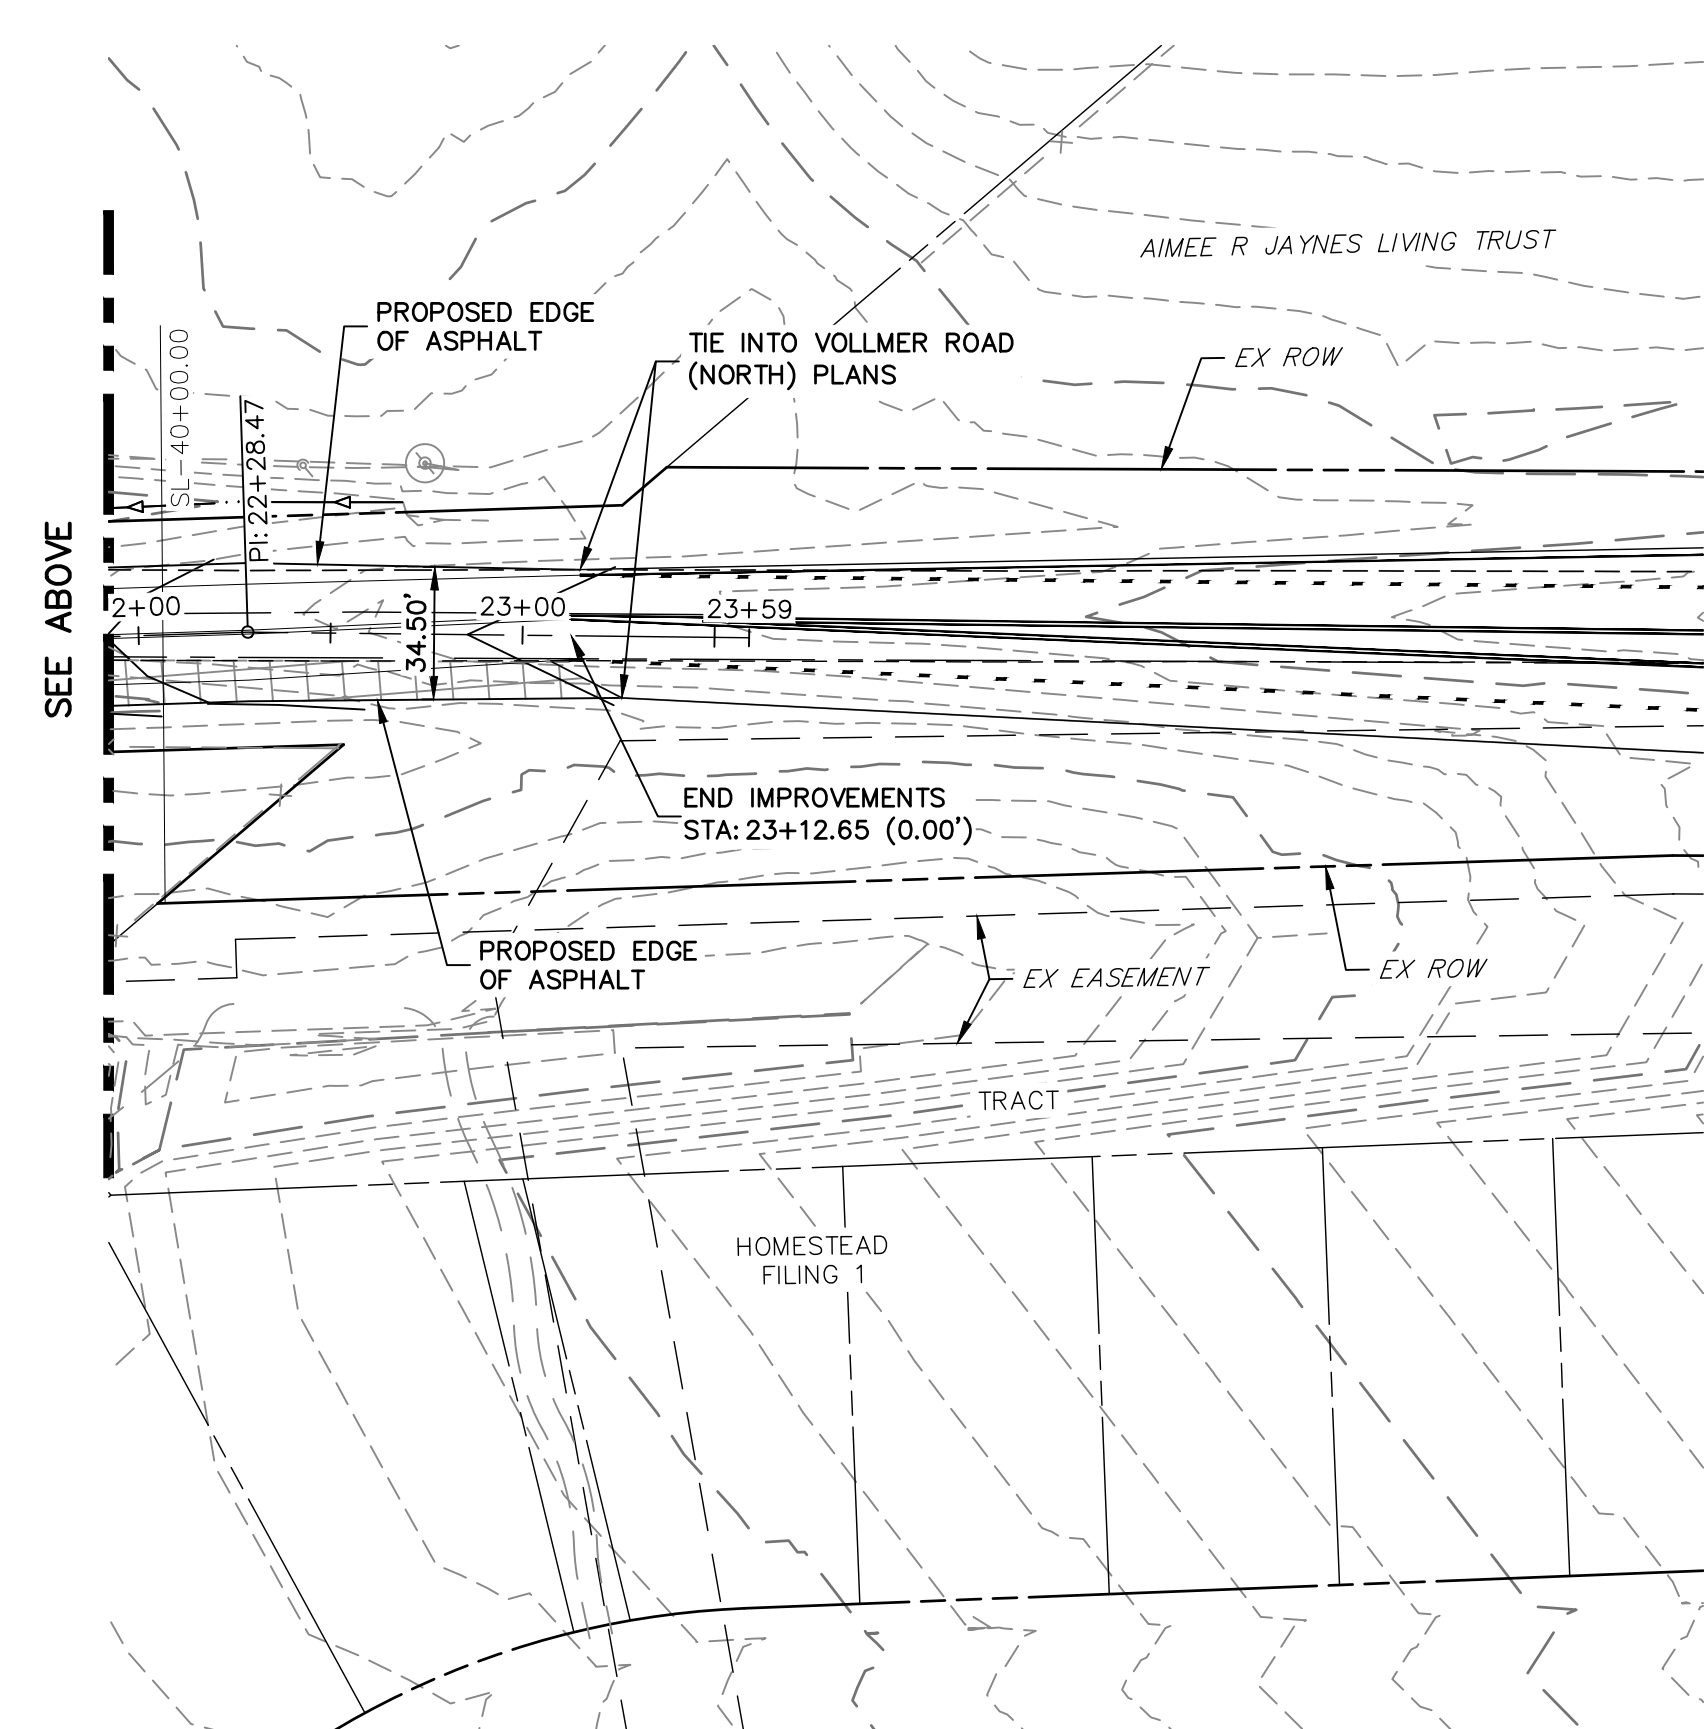 AIMEE R JAYNES LIVING TRUST
PROPOSED EDGE
OF ASPHALT
TIE INTO VOLLMER ROAD
(NORTH) PLANS
EX ROW
SL-40+00.00
PI: 22+28.47
SEE ABOVE
2+00
34.50'
23+00
23+59
END IMPROVEMENTS
STA: 23+12.65 (0.00')
PROPOSED EDGE
OF ASPHALT
EX EASEMENT
EX ROW
TRACT
HOMESTEAD
FILING 1